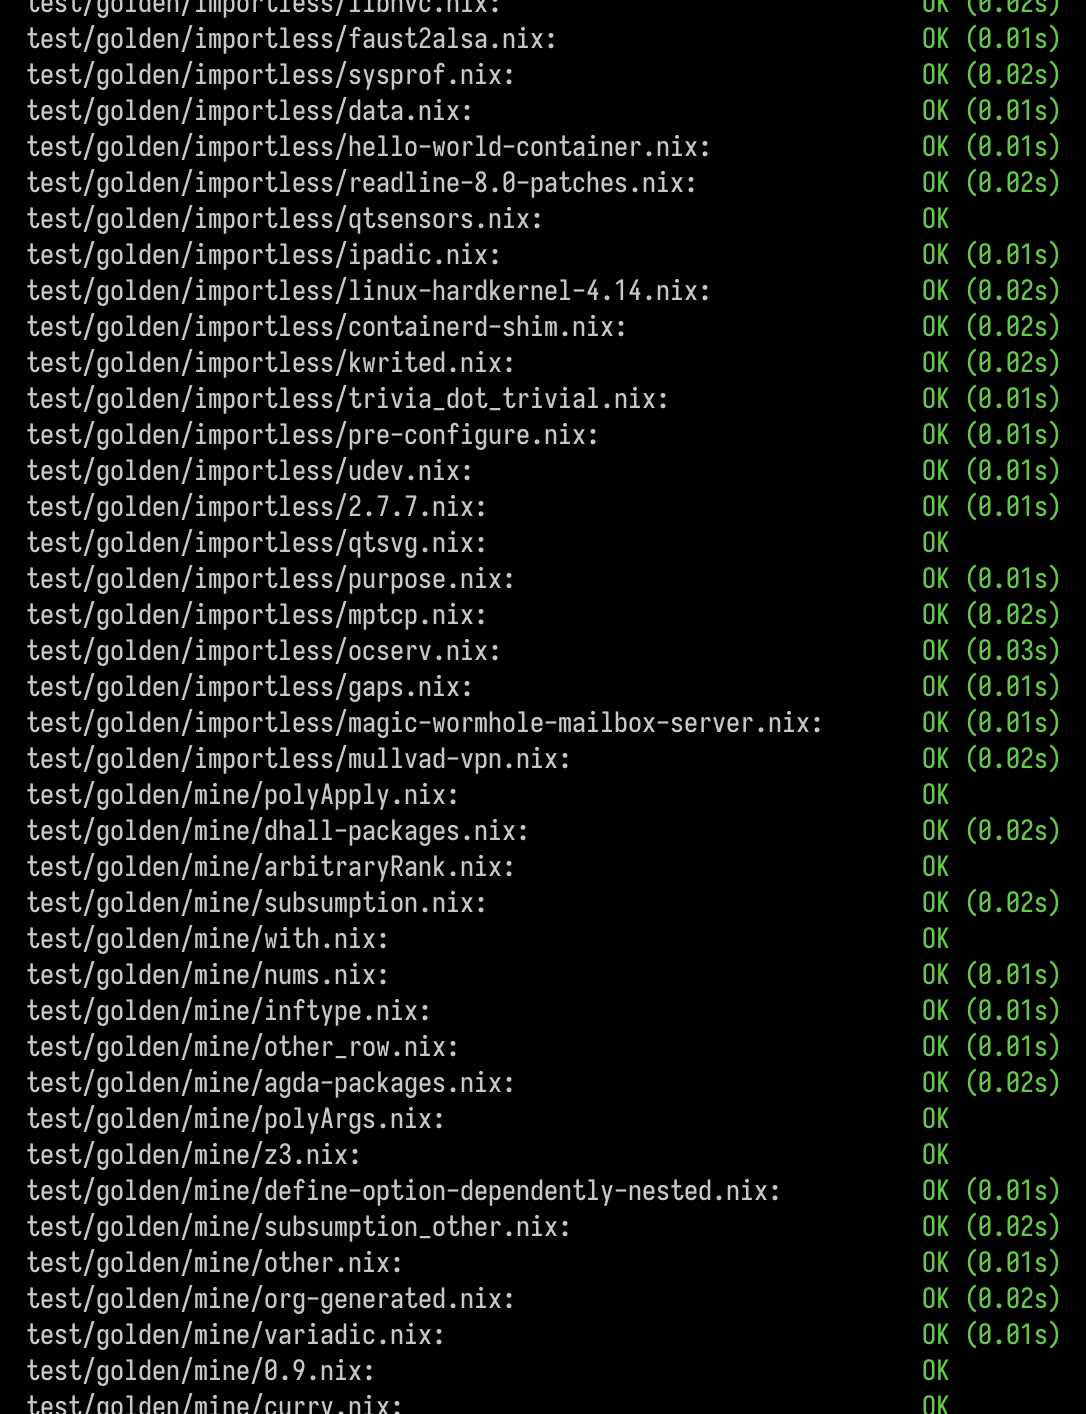 test/golden/importless/libhvc.nix: OK (0.02s)
test/golden/importless/faust2alsa.nix: OK (0.01s)
test/golden/importless/sysprof.nix: OK (0.02s)
test/golden/importless/data.nix: OK (0.01s)
test/golden/importless/hello-world-container.nix: OK (0.01s)
test/golden/importless/readline-8.0-patches.nix: OK (0.02s)
test/golden/importless/qtsensors.nix: OK
test/golden/importless/ipadic.nix: OK (0.01s)
test/golden/importless/linux-hardkernel-4.14.nix: OK (0.02s)
test/golden/importless/containerd-shim.nix: OK (0.02s)
test/golden/importless/kwrited.nix: OK (0.02s)
test/golden/importless/trivia_dot_trivial.nix: OK (0.01s)
test/golden/importless/pre-configure.nix: OK (0.01s)
test/golden/importless/udev.nix: OK (0.01s)
test/golden/importless/2.7.7.nix: OK (0.01s)
test/golden/importless/qtsvg.nix: OK
test/golden/importless/purpose.nix: OK (0.01s)
test/golden/importless/mptcp.nix: OK (0.02s)
test/golden/importless/ocserv.nix: OK (0.03s)
test/golden/importless/gaps.nix: OK (0.01s)
test/golden/importless/magic-wormhole-mailbox-server.nix: OK (0.01s)
test/golden/importless/mullvad-vpn.nix: OK (0.02s)
test/golden/mine/polyApply.nix: OK
test/golden/mine/dhall-packages.nix: OK (0.02s)
test/golden/mine/arbitraryRank.nix: OK
test/golden/mine/subsumption.nix: OK (0.02s)
test/golden/mine/with.nix: OK
test/golden/mine/nums.nix: OK (0.01s)
test/golden/mine/inftype.nix: OK (0.01s)
test/golden/mine/other_row.nix: OK (0.01s)
test/golden/mine/agda-packages.nix: OK (0.02s)
test/golden/mine/polyArgs.nix: OK
test/golden/mine/z3.nix: OK
test/golden/mine/define-option-dependently-nested.nix: OK (0.01s)
test/golden/mine/subsumption_other.nix: OK (0.02s)
test/golden/mine/other.nix: OK (0.01s)
test/golden/mine/org-generated.nix: OK (0.02s)
test/golden/mine/variadic.nix: OK (0.01s)
test/golden/mine/0.9.nix: OK
test/golden/mine/curry.nix: OK